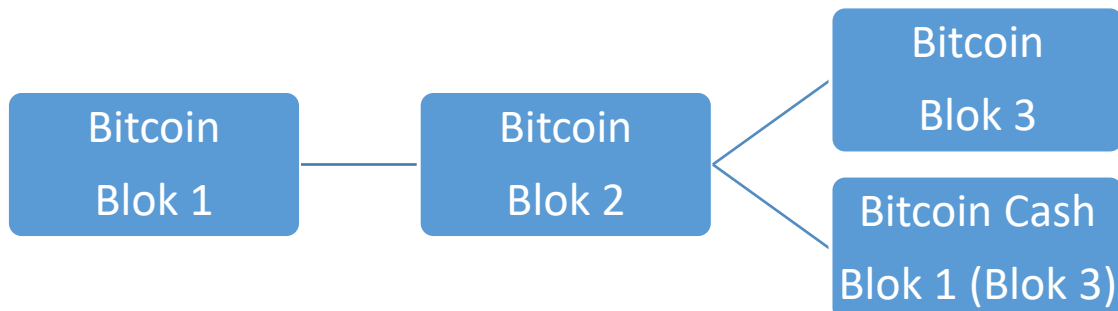 Bitcoin
Blok 1
Bitcoin
Blok 2
Bitcoin
Blok 3
Bitcoin Cash
Blok 1 (Blok 3)